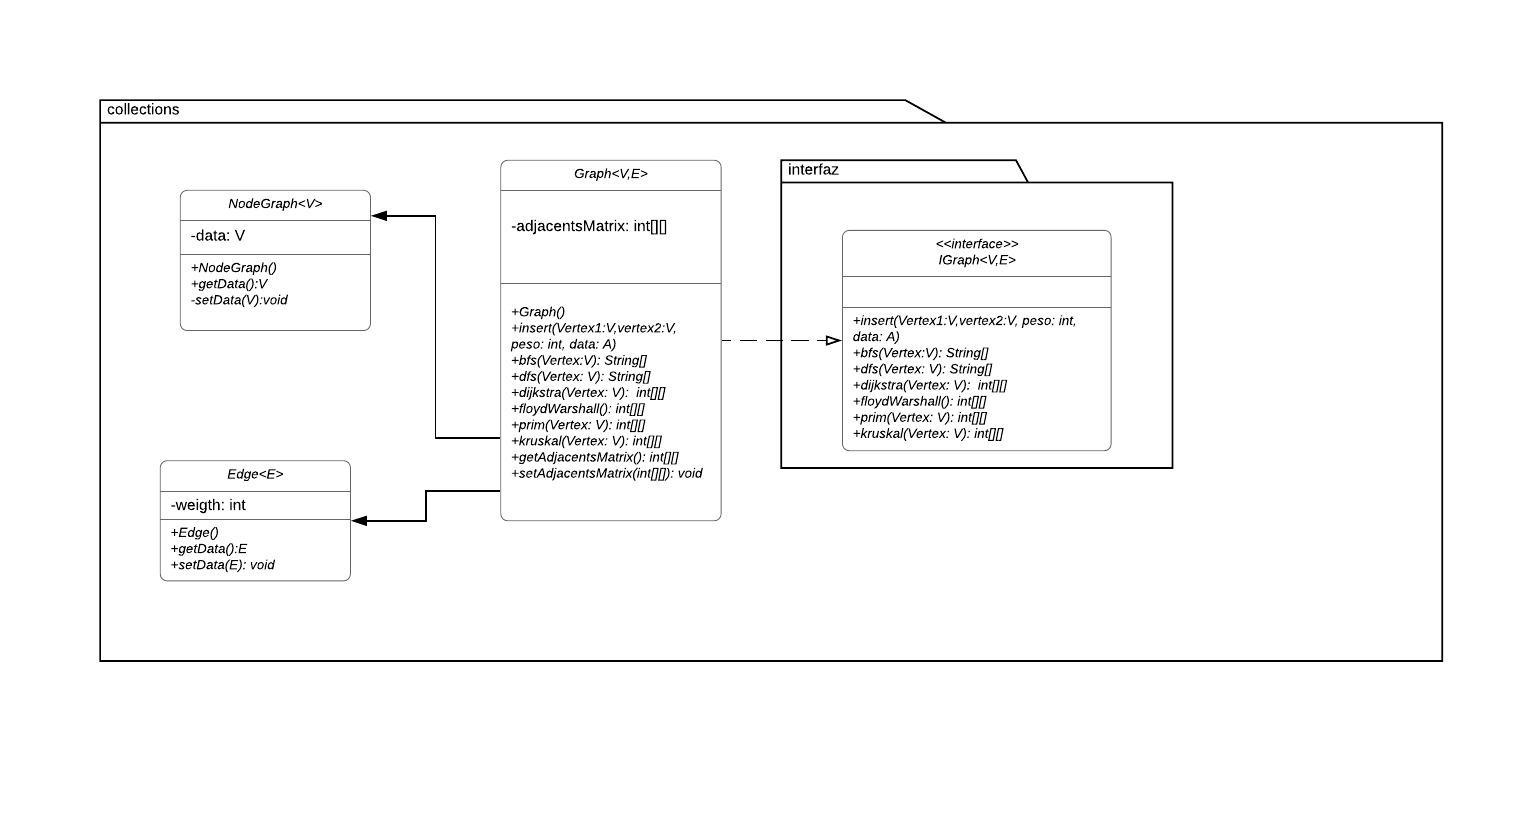 collections
NodeGraph<V>
-data: V
+NodeGraph()
+getData():V
-setData(V):void
Edge<E>
-weigth: int
+Edge()
+getData():E
+setData(E): void
Graph<V,E>
-adjacentsMatrix: int[][]
+Graph()
+insert(Vertex1:V,vertex2:V,
peso: int, data: A)
+bfs(Vertex:V): String[]
+dfs(Vertex: V): String[]
+dijkstra(Vertex: V):  int[][]
+floydWarshall(): int[][]
+prim(Vertex: V): int[][]
+kruskal(Vertex: V): int[][]
+getAdjacentsMatrix(): int[][]
+setAdjacentsMatrix(int[][]): void
interfaz
<<interface>>
IGraph<V,E>
+insert(Vertex1:V,vertex2:V, peso: int,
data: A)
+bfs(Vertex:V): String[]
+dfs(Vertex: V): String[]
+dijkstra(Vertex: V):  int[][]
+floydWarshall(): int[][]
+prim(Vertex: V): int[][]
+kruskal(Vertex: V): int[][]